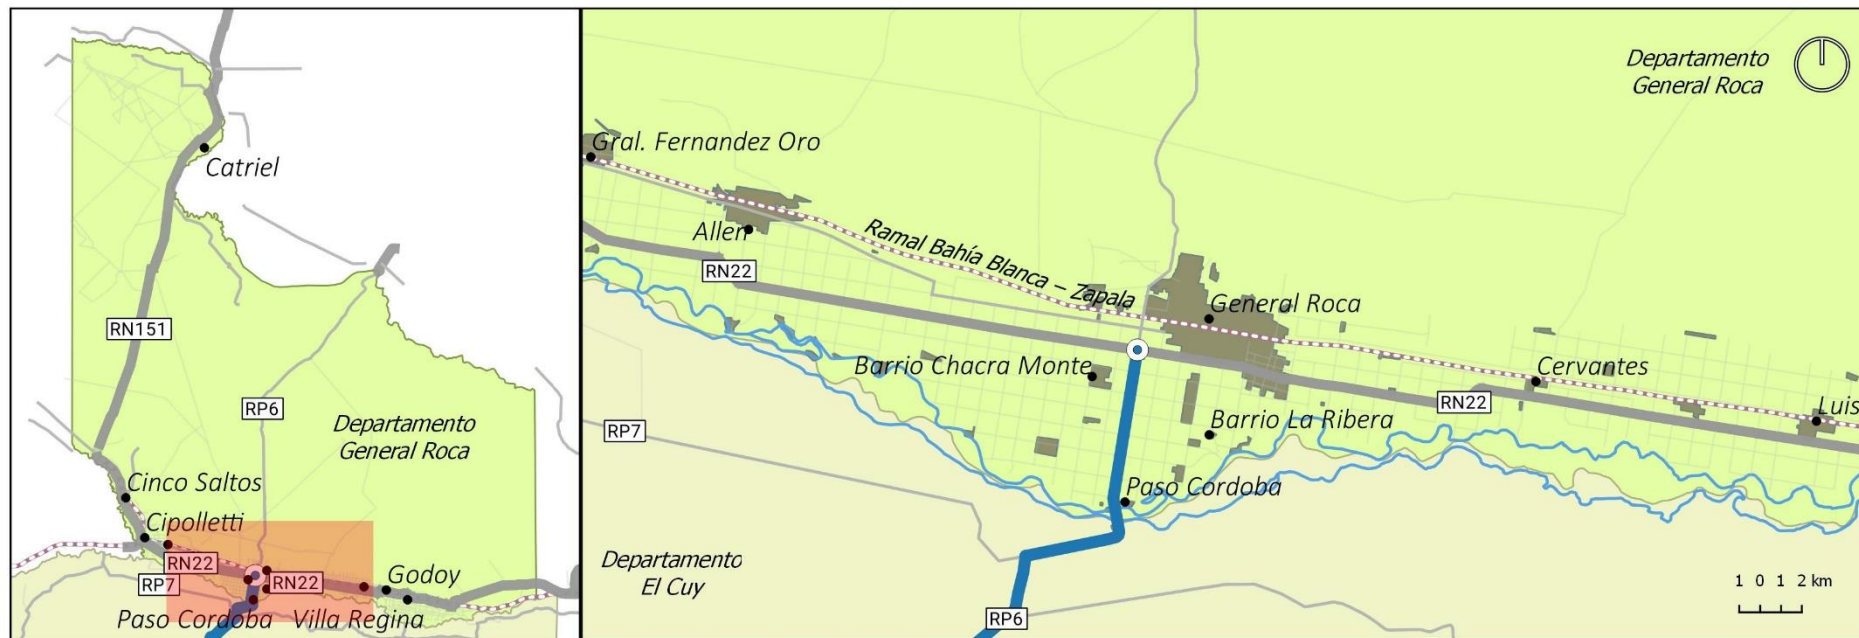 Catriel
RN151
RP6
Departamento
General Roca
Cinco Saltos
Cipolletti
RN22
RP7
RN22
Godoy
Paso Cordoba
Villa Regina
Departamento
General Roca
Gral. Fernandez Oro
Allen
RN22
Ramal Bahía Blanca – Zapala
General Roca
Barrio Chacra Monte
Cervantes
RN22
Luis
RP7
Barrio La Ribera
Paso Cordoba
Departamento
El Cuy
RP6
1 0 1 2 km